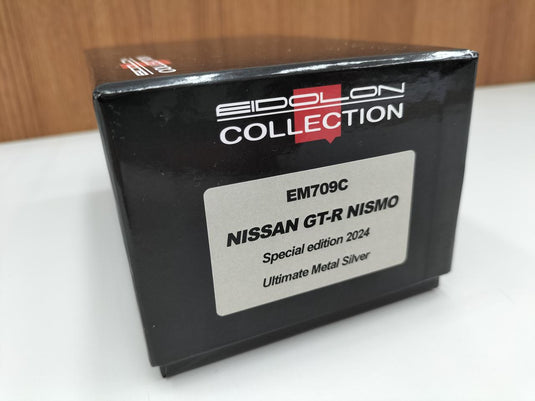 EIDOLON
COLLECTION
EM709C
NISSAN GT-R NISMO
Special edition 2024
Ultimate Metal Silver